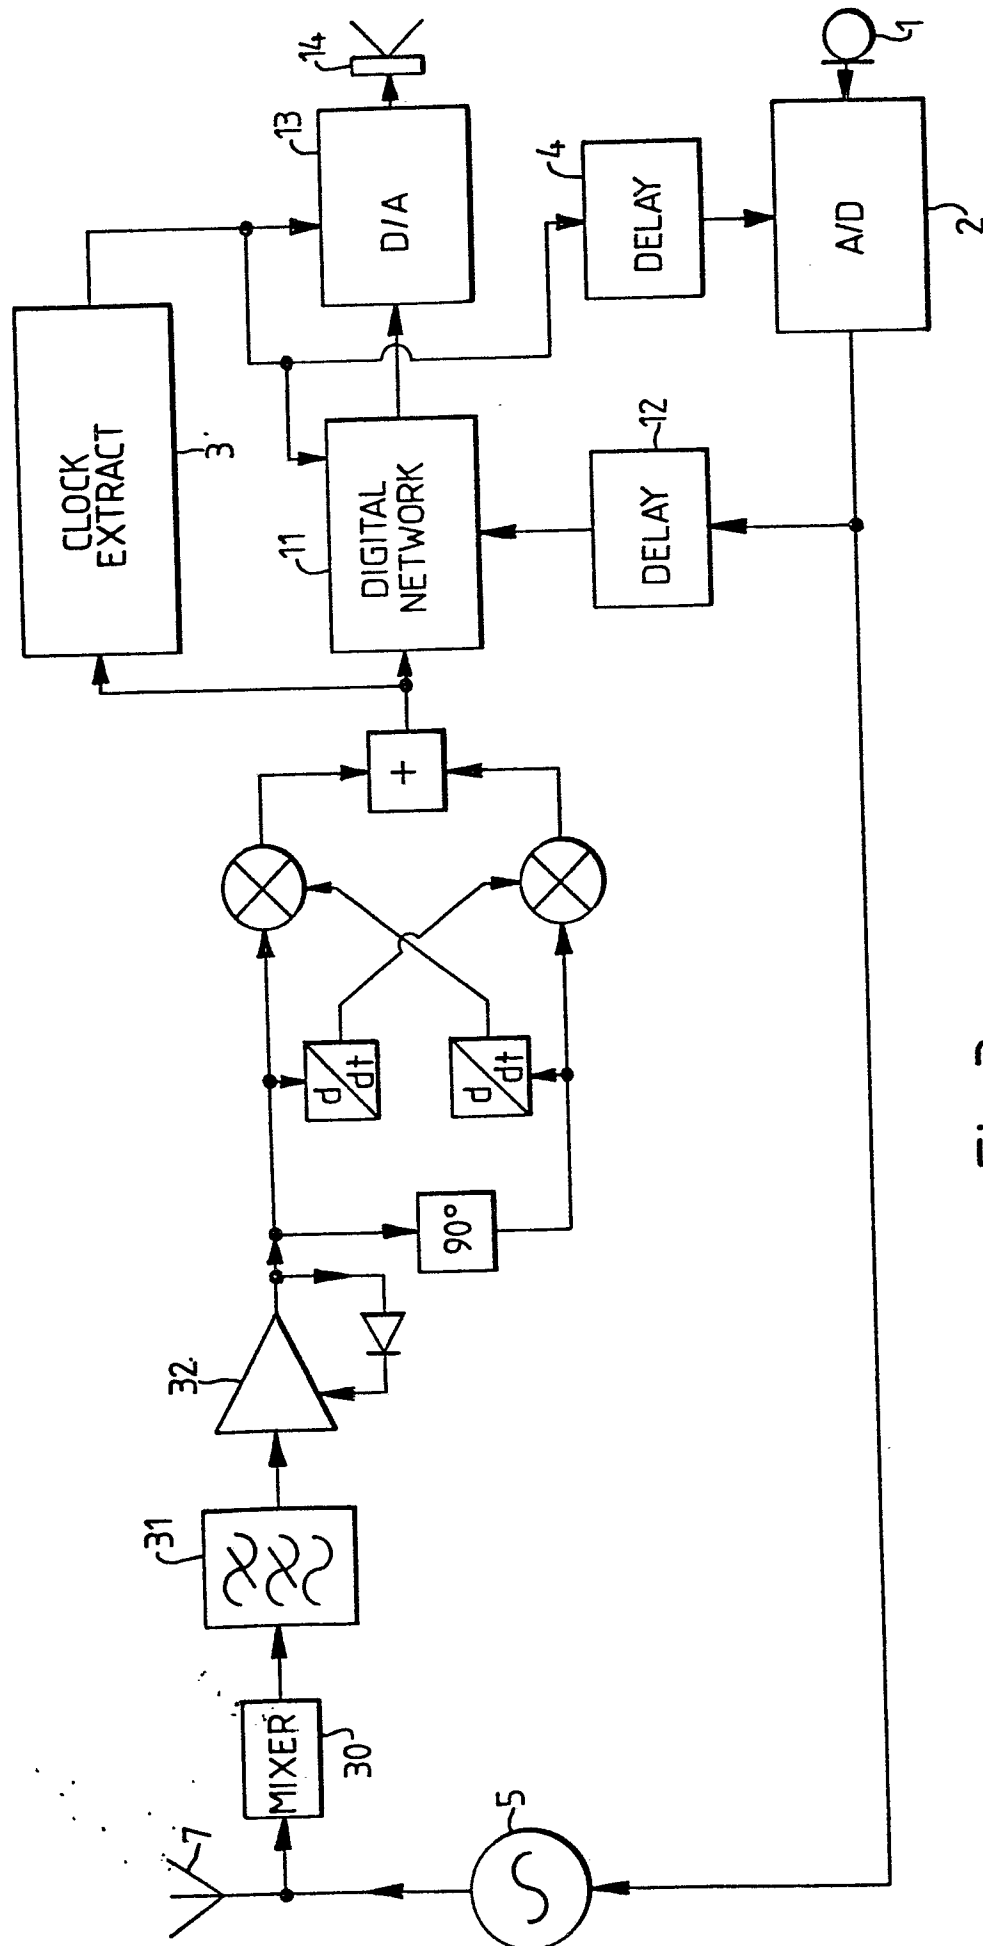 7
MIXER
30
31
32
90°
d
dt
d
dt
+
CLOCK
EXTRACT
3
11
DIGITAL
NETWORK
DELAY
12
13
D/A
14
4
DELAY
A/D
2
1
5